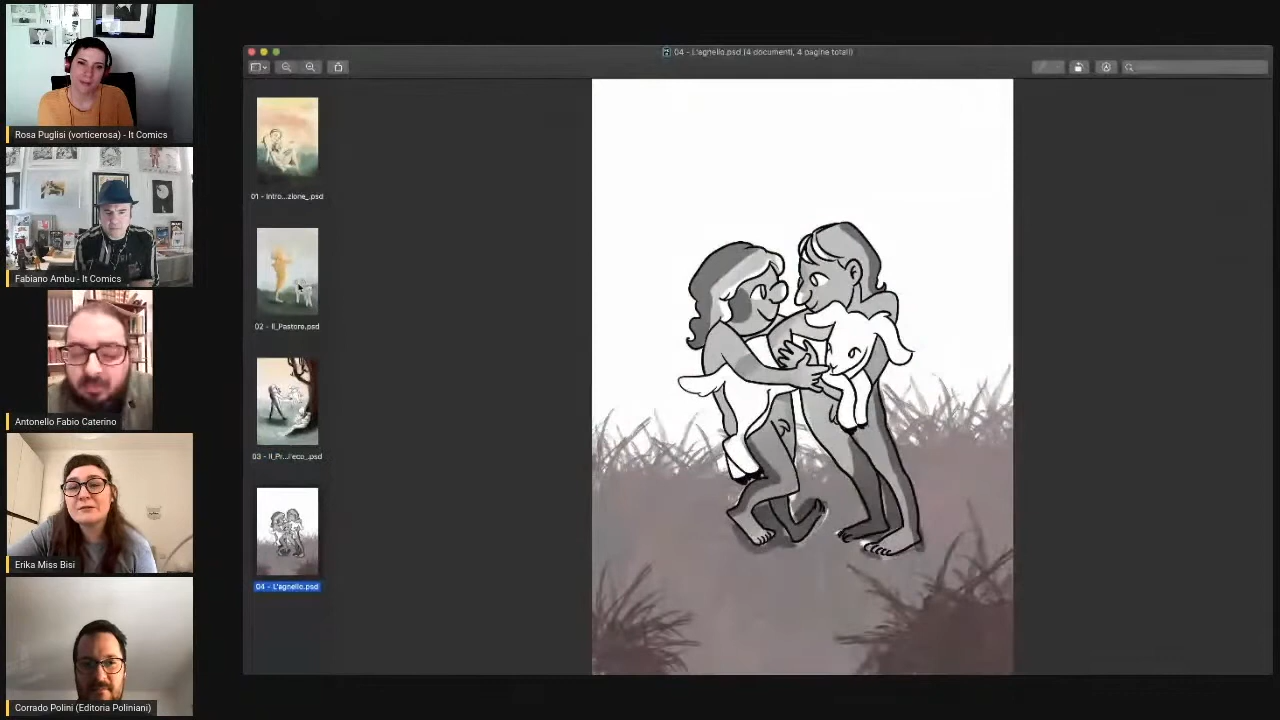 Rosa Puglisi (vorticerosa) - It Comics
Fabiano Ambu - It Comics
Antonello Fabio Caterino
Erika Miss Bisi
Corrado Polini (Editoria Poliniani)
04 - L'agnello.psd (4 documenti, 4 pagine totali)
01 - Intro...zione_.psd
02 - Il_Pastore.psd
03 - Il_Pr...l'eco_.psd
04 - L'agnello.psd